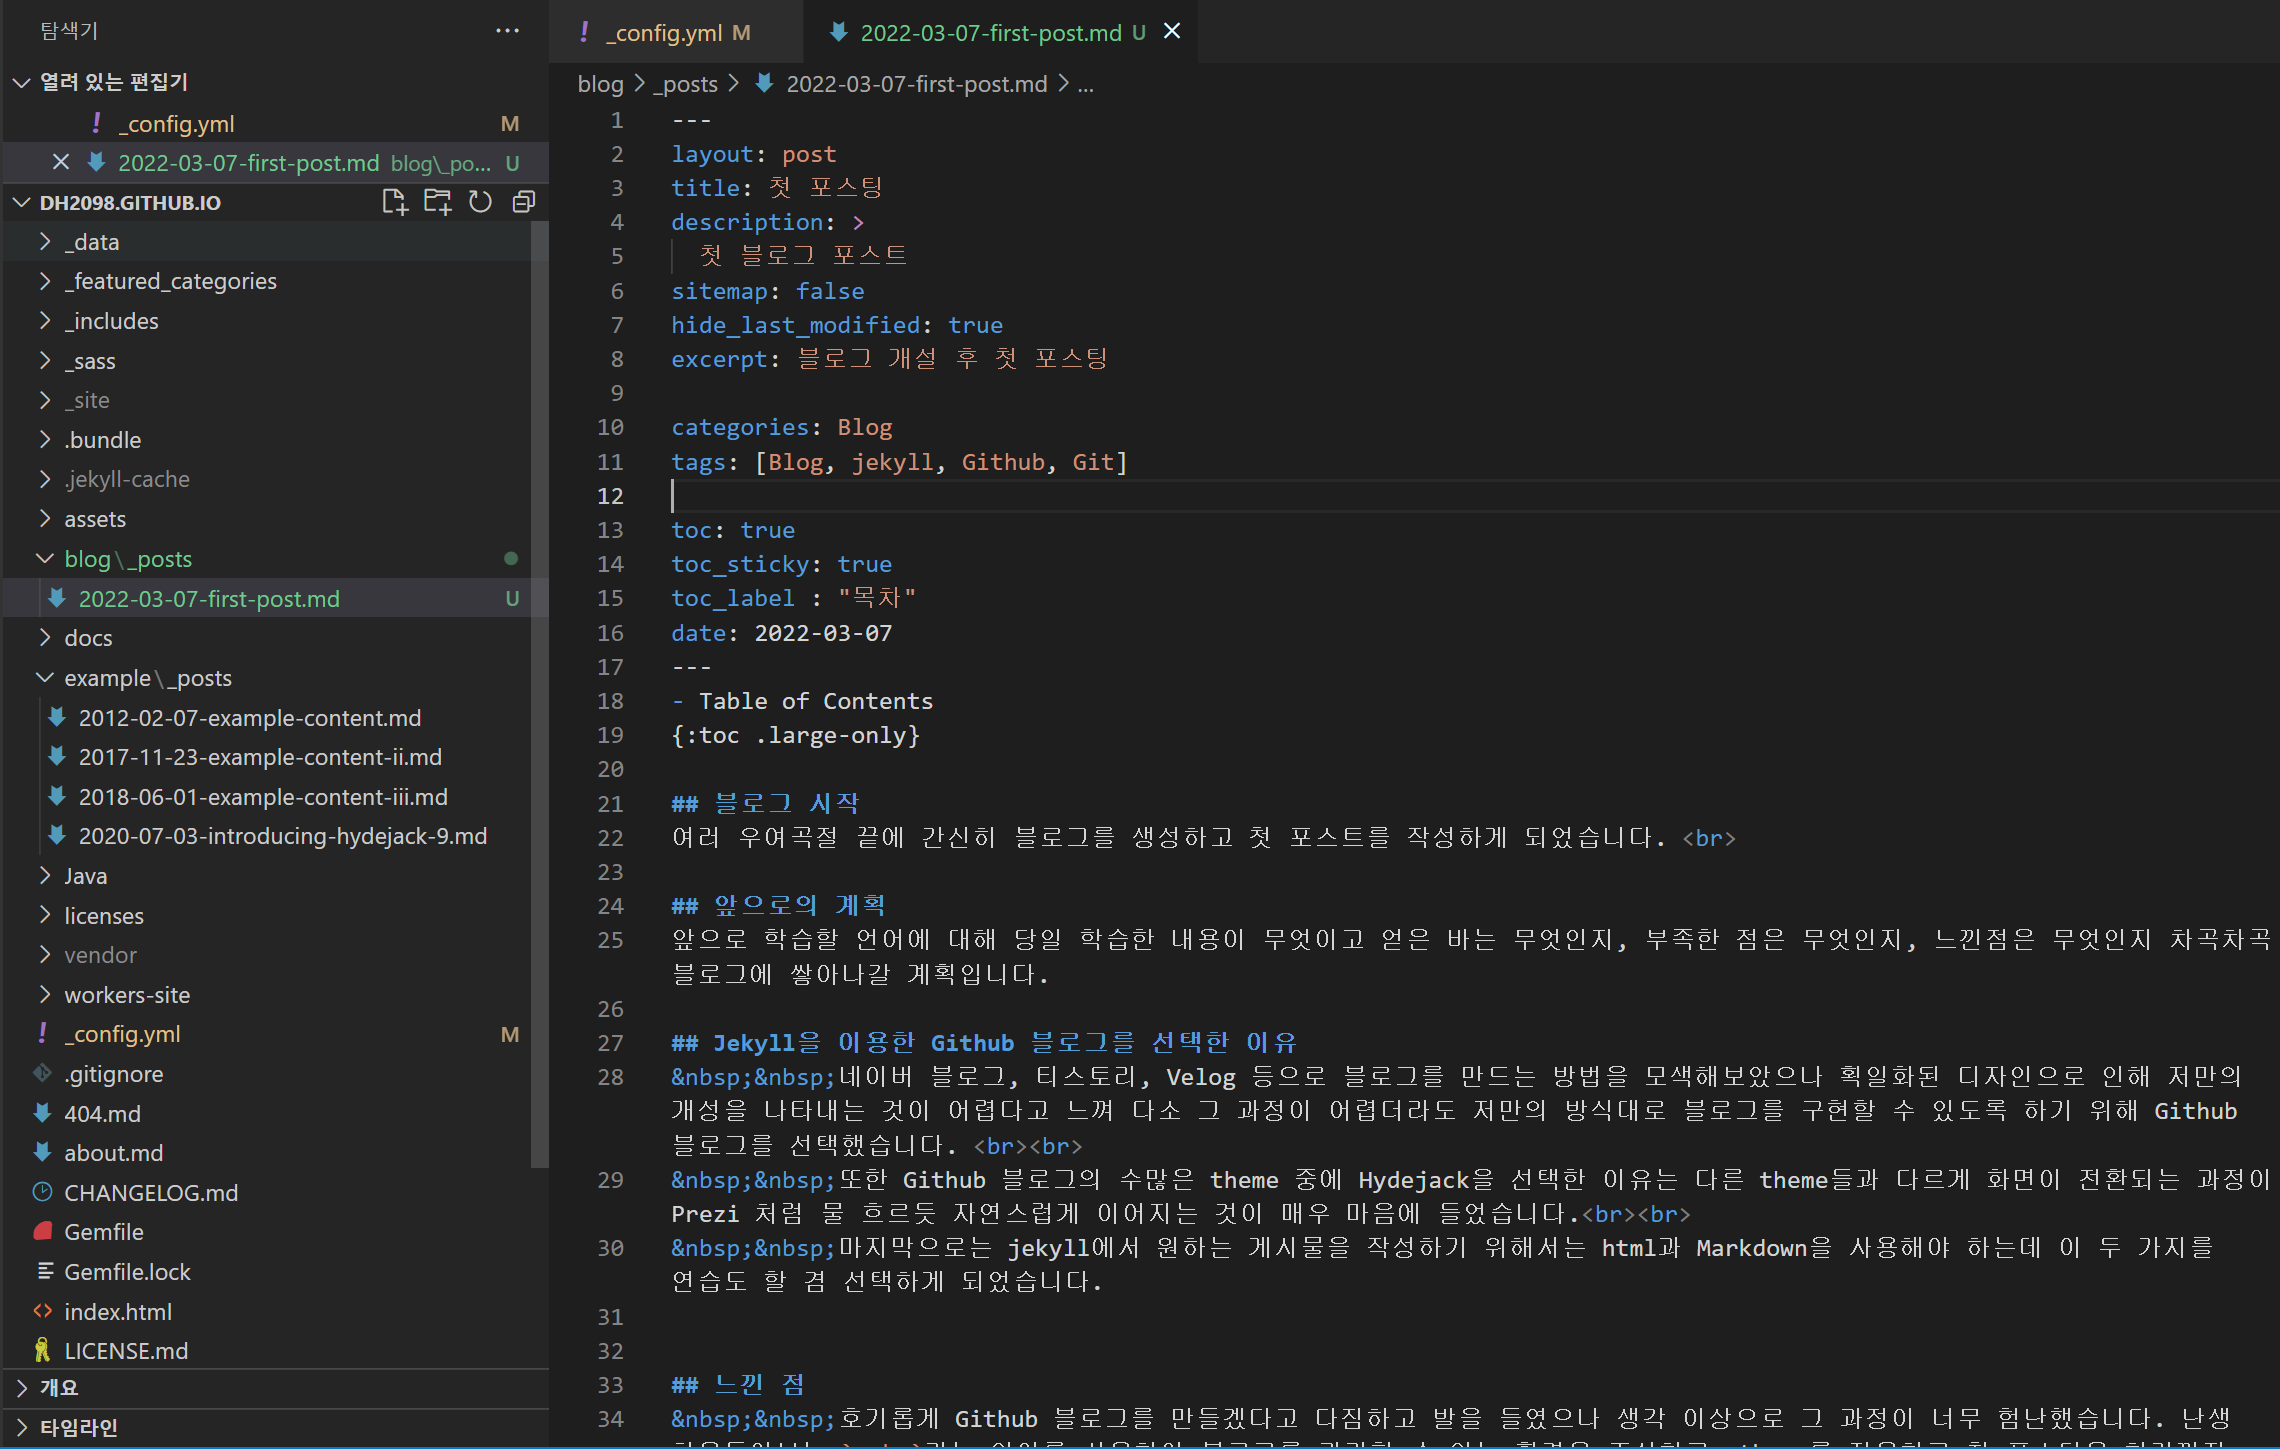 탐색기
···
열려 있는 편집기
_config.yml M
2022-03-07-first-post.md blog\_po... U
DH2098.GITHUB.IO
_data
_featured_categories
_includes
_sass
_site
.bundle
.jekyll-cache
assets
blog\_posts
2022-03-07-first-post.md U
docs
example\_posts
2012-02-07-example-content.md
2017-11-23-example-content-ii.md
2018-06-01-example-content-iii.md
2020-07-03-introducing-hydejack-9.md
Java
licenses
vendor
workers-site
_config.yml M
.gitignore
404.md
about.md
CHANGELOG.md
Gemfile
Gemfile.lock
index.html
LICENSE.md
개요
타임라인
_config.yml M
2022-03-07-first-post.md U
blog > _posts > 2022-03-07-first-post.md > ...
1 ---
2 layout: post
3 title: 첫 포스팅
4 description: >
5 첫 블로그 포스트
6 sitemap: false
7 hide_last_modified: true
8 excerpt: 블로그 개설 후 첫 포스팅
9
10 categories: Blog
11 tags: [Blog, jekyll, Github, Git]
12
13 toc: true
14 toc_sticky: true
15 toc_label : "목차"
16 date: 2022-03-07
17 ---
18 - Table of Contents
19 {:toc .large-only}
20
21 ## 블로그 시작
22 여러 우여곡절 끝에 간신히 블로그를 생성하고 첫 포스트를 작성하게 되었습니다. <br>
23
24 ## 앞으로의 계획
25 앞으로 학습할 언어에 대해 당일 학습한 내용이 무엇이고 얻은 바는 무엇인지, 부족한 점은 무엇인지, 느낀점은 무엇인지 차곡차곡
블로그에 쌓아나갈 계획입니다.
26
27 ## Jekyll을 이용한 Github 블로그를 선택한 이유
28 &nbsp;&nbsp;네이버 블로그, 티스토리, Velog 등으로 블로그를 만드는 방법을 모색해보았으나 획일화된 디자인으로 인해 저만의
개성을 나타내는 것이 어렵다고 느껴 다소 그 과정이 어렵더라도 저만의 방식대로 블로그를 구현할 수 있도록 하기 위해 Github
블로그를 선택했습니다. <br><br>
29 &nbsp;&nbsp;또한 Github 블로그의 수많은 theme 중에 Hydejack을 선택한 이유는 다른 theme들과 다르게 화면이 전환되는 과정이
Prezi 처럼 물 흐르듯 자연스럽게 이어지는 것이 매우 마음에 들었습니다.<br><br>
30 &nbsp;&nbsp;마지막으로는 jekyll에서 원하는 게시물을 작성하기 위해서는 html과 Markdown을 사용해야 하는데 이 두 가지를
연습도 할 겸 선택하게 되었습니다.
31
32
33 ## 느낀 점
34 &nbsp;&nbsp;호기롭게 Github 블로그를 만들겠다고 다짐하고 발을 들였으나 생각 이상으로 그 과정이 너무 험난했습니다. 난생